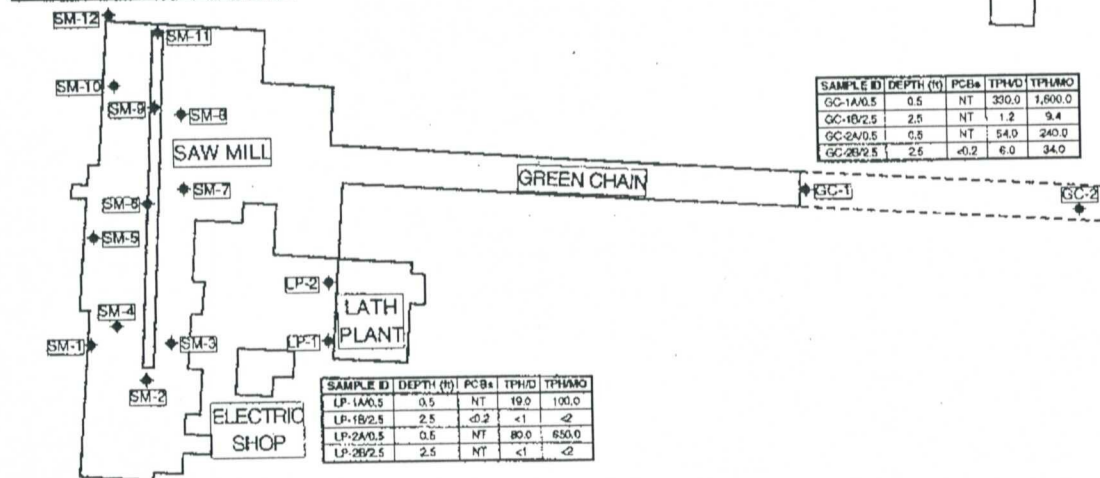 SM-12
SM-11
SM-10
SM-9
SM-8
SAW MILL
SAMPLE ID DEPTH (ft) PCBs TPH/D TPH/MO
GC-1A/0.5 0.5 NT 330.0 1,600.0
GC-1B/2.5 2.5 NT 1.2 9.4
GC-2A/0.5 0.5 NT 54.0 240.0
GC-2B/2.5 2.5 <0.2 6.0 34.0
GREEN CHAIN
GC-1
GC-2
SM-7
SM-6
SM-5
LP-2
LATH
PLANT
SM-4
SM-1
SM-3
LP-1
SM-2
ELECTRIC
SHOP
SAMPLE ID DEPTH (ft) PCBs TPH/D TPH/MO
LP-1A/0.5 0.5 NT 19.0 100.0
LP-1B/2.5 2.5 <0.2 <1 <2
LP-2A/0.5 0.5 NT 80.0 650.0
LP-2B/2.5 2.5 NT <1 <2